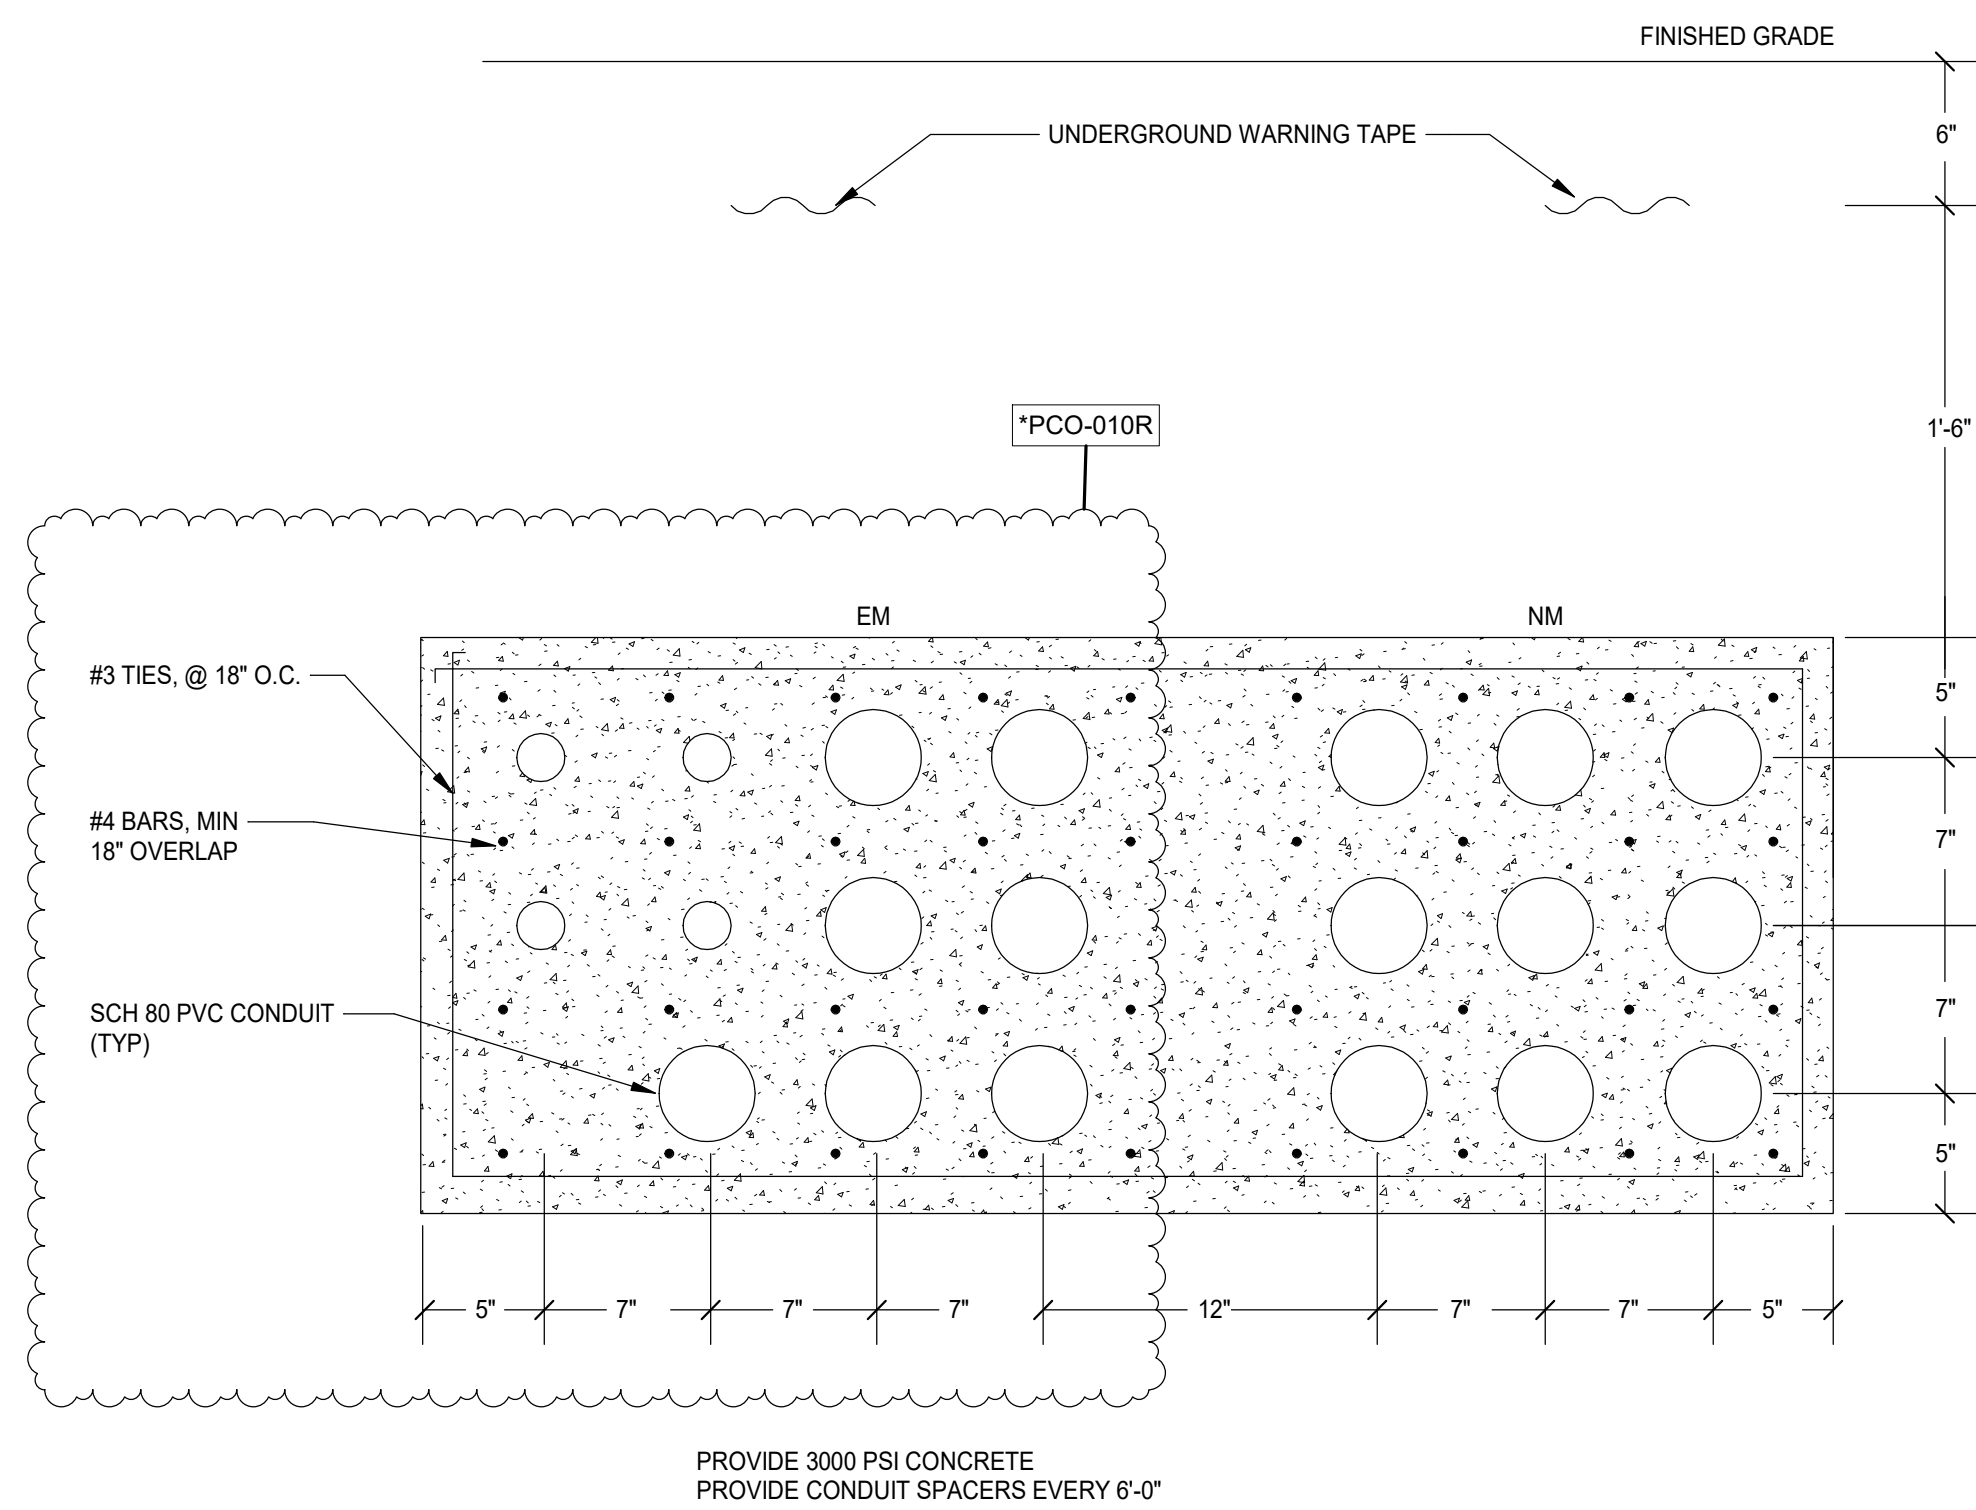 FINISHED GRADE
UNDERGROUND WARNING TAPE
6"
*PCO-010R
1'-6"
EM
NM
#3 TIES, @ 18" O.C.
5"
#4 BARS, MIN
18" OVERLAP
7"
SCH 80 PVC CONDUIT
(TYP)
7"
5"
5"
7"
7"
7"
12"
7"
7"
5"
PROVIDE 3000 PSI CONCRETE
PROVIDE CONDUIT SPACERS EVERY 6'-0"